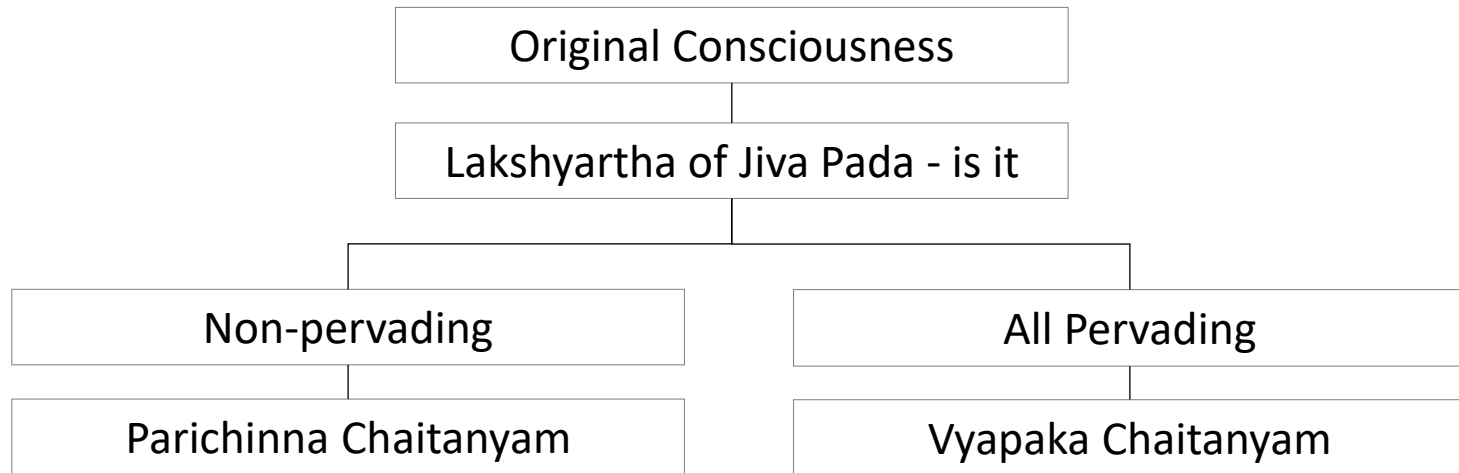 Original Consciousness
Lakshyartha of Jiva Pada - is it
Non-pervading
All Pervading
Parichinna Chaitanyam
Vyapaka Chaitanyam